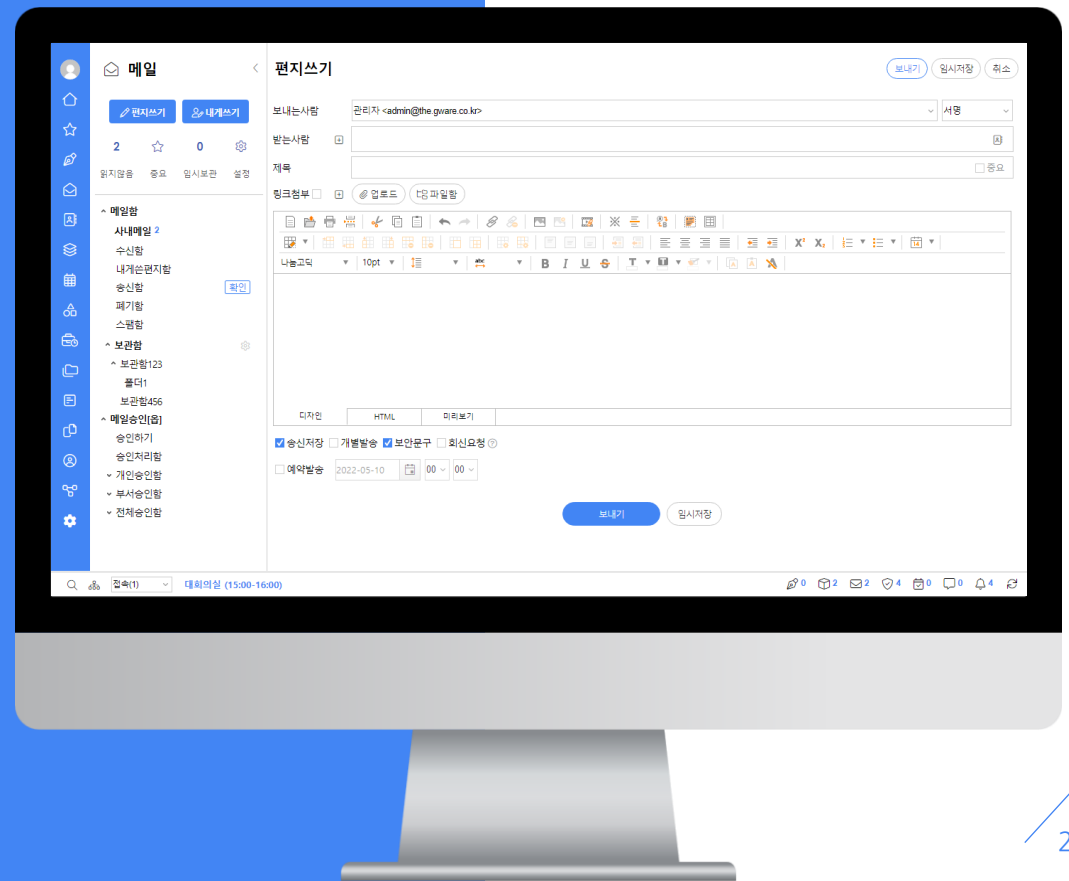 메일
편지쓰기 내게쓰기
2 0
읽지않음 중요 임시보관 설정
메일함
사내메일 2
수신함
내게쓴편지함
송신함 확인
폐기함
스팸함
보관함
보관함123
폴더1
보관함456
메일승인[옵]
승인하기
승인처리함
개인승인함
부서승인함
전체승인함
편지쓰기 보내기 임시저장 취소
보내는사람 관리자 <admin@the.gware.co.kr> 서명
받는사람
제목 중요
링크첨부 업로드 파일함
나눔고딕 10pt abc B I U S T
디자인 HTML 미리보기
송신저장 개별발송 보안문구 회신요청
예약발송 2022-05-10 00 00
보내기 임시저장
접속(1) 대회의실 (15:00-16:00) 0 2 2 4 0 0 4
2